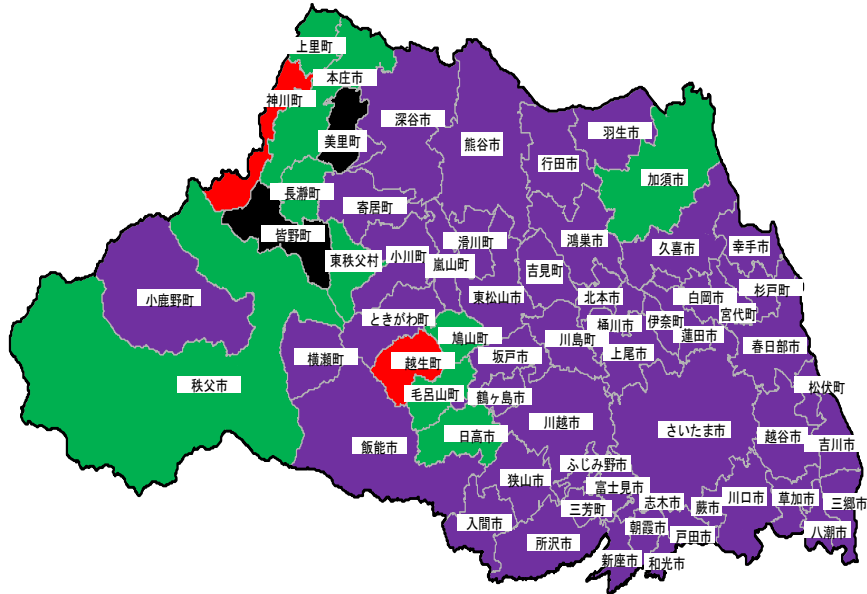 上里町
本庄市
神川町
美里町
深谷市
熊谷市
行田市
羽生市
加須市
長瀞町
寄居町
皆野町
東秩父村
小川町
嵐山町
滑川町
吉見町
鴻巣市
久喜市
幸手市
小鹿野町
東松山市
北本市
白岡市
杉戸町
ときがわ町
鳩山町
川島町
桶川市
伊奈町
宮代町
蓮田市
横瀬町
越生町
坂戸市
上尾市
春日部市
秩父市
毛呂山町
鶴ヶ島市
松伏町
飯能市
日高市
川越市
さいたま市
越谷市
吉川市
ふじみ野市
狭山市
富士見市
志木市
蕨市
川口市
草加市
三郷市
入間市
三芳町
朝霞市
戸田市
八潮市
所沢市
新座市
和光市